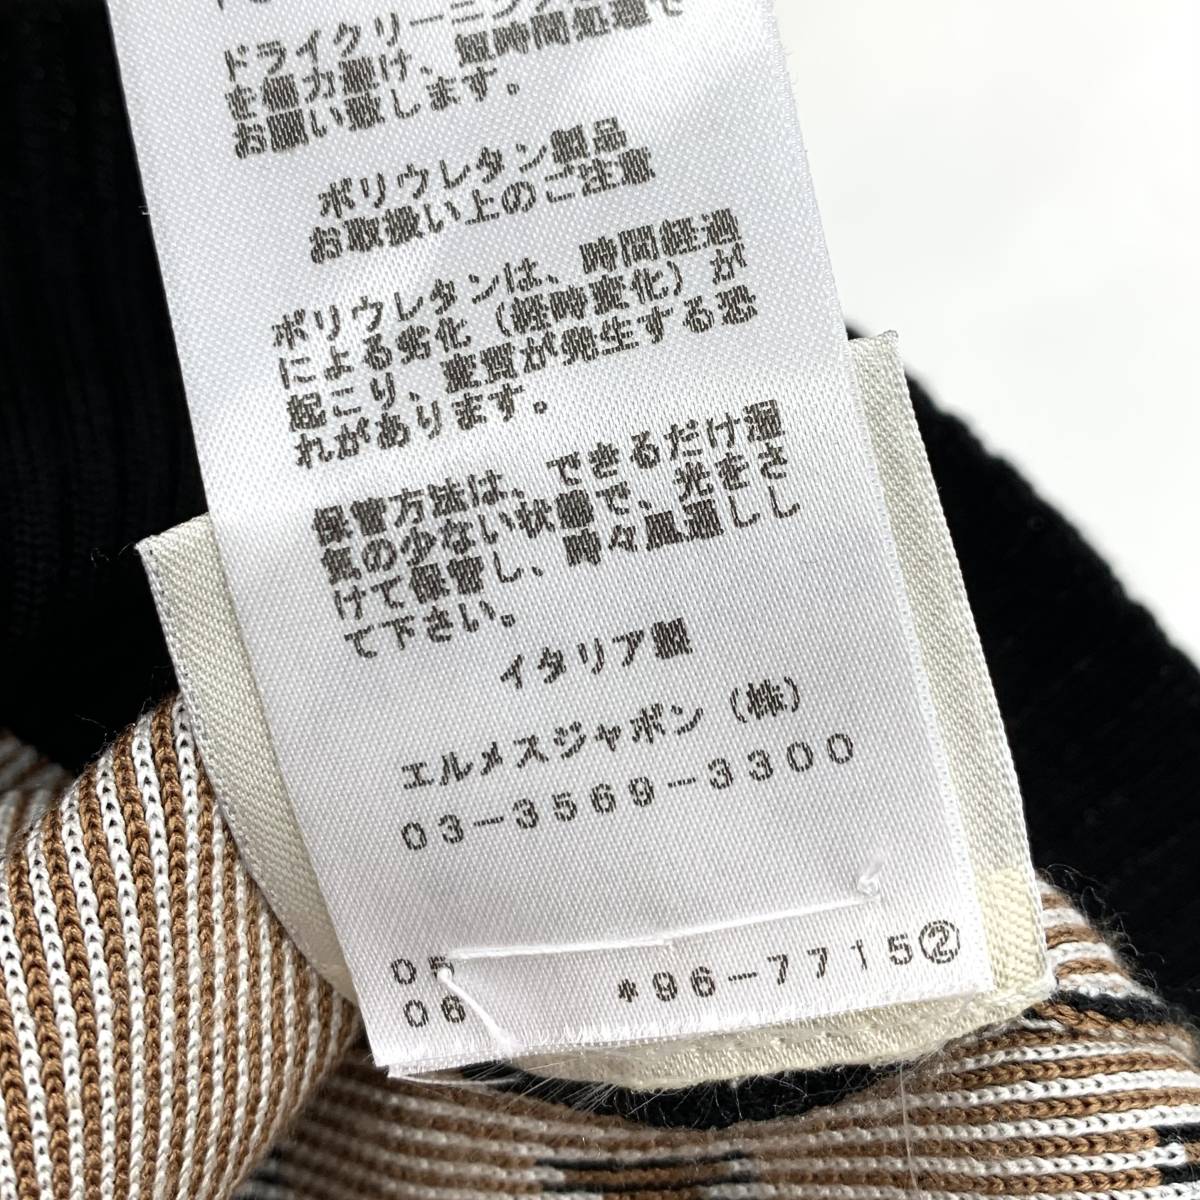 ドライクリーニング
を極力避け、短時間処理で
お願い致します。
ポリウレタン製品
お取扱い上のご注意
ポリウレタンは、時間経過
による劣化（経時変化）が
起こり、変質が発生する恐
れがあります。
保管方法は、できるだけ湿
気の少ない状態で、光をさ
けて保管し、時々風通しし
て下さい。
イタリア製
エルメスジャポン（株）
03-3569-3300
05
06 *96-7715②